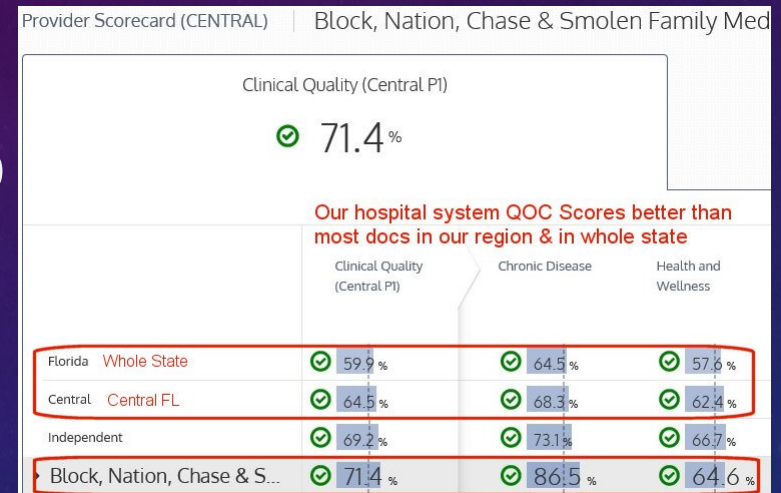 Provider Scorecard (CENTRAL) Block, Nation, Chase & Smolen Family Med
Clinical Quality (Central P1)
71.4 %
Our hospital system QOC Scores better than
most docs in our region & in whole state
Clinical Quality
(Central P1)
Chronic Disease
Health and
Wellness
Florida Whole State 59.9 % 64.5 % 57.6 %
Central Central FL 64.5 % 68.3 % 62.4 %
Independent 69.2 % 73.1 % 66.7 %
Block, Nation, Chase & S... 71.4 % 86.5 % 64.6 %